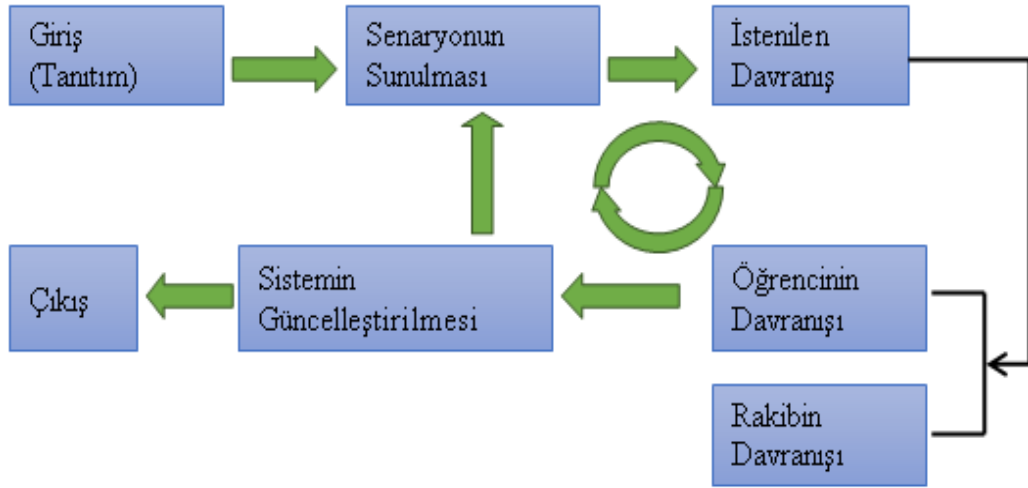 Giriş
(Tanıtım)
Senaryonun
Sunulması
İstenilen
Davranış
Çıkış
Sistemin
Güncelleştirilmesi
Öğrencinin
Davranışı
Rakibin
Davranışı